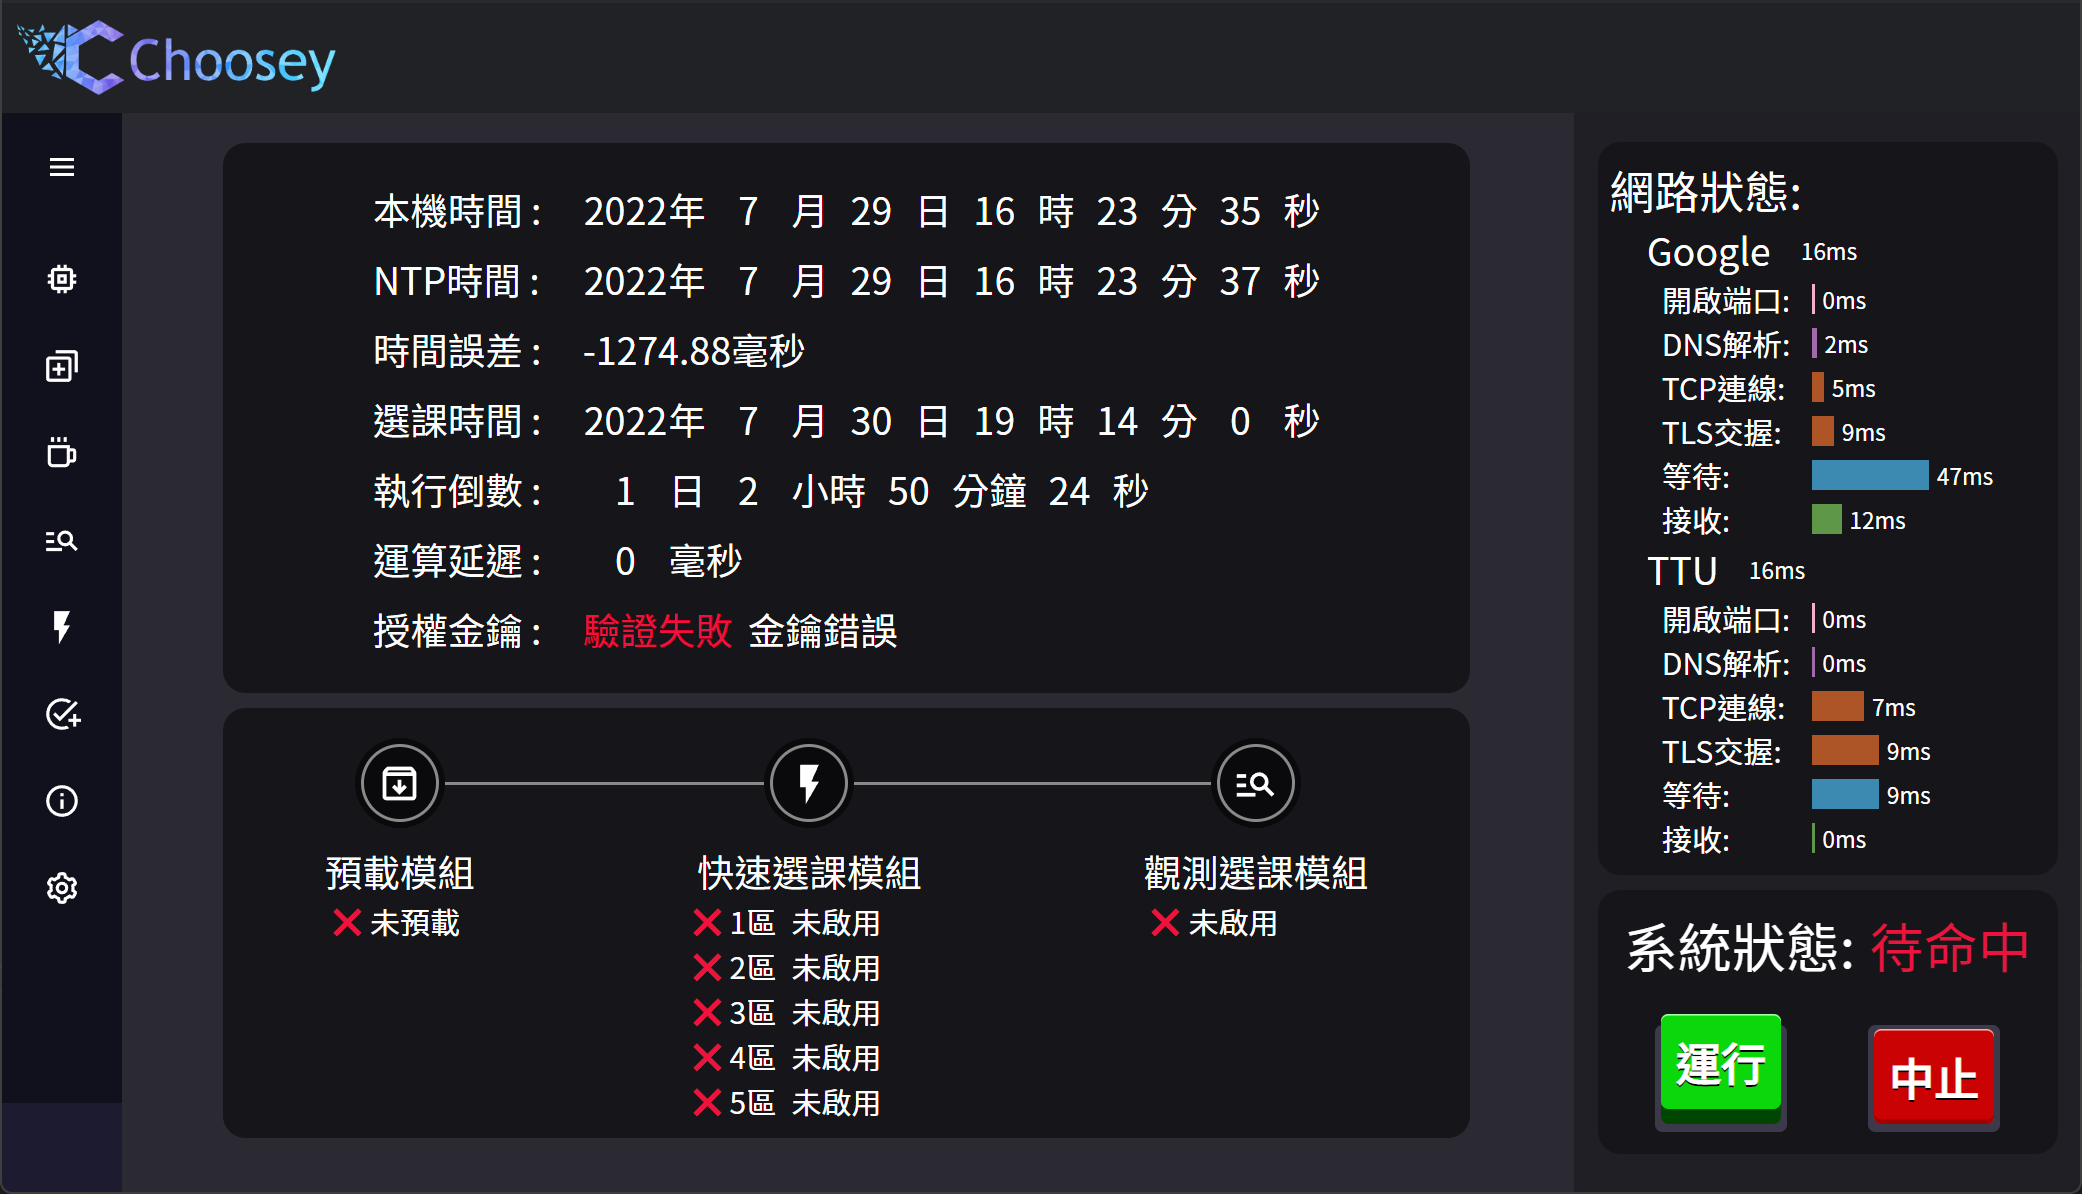 Choosey
本機時間 : 2022年 7 月 29 日 16 時 23 分 35 秒
NTP時間 : 2022年 7 月 29 日 16 時 23 分 37 秒
時間誤差 : -1274.88毫秒
選課時間 : 2022年 7 月 30 日 19 時 14 分 0 秒
執行倒數 : 1 日 2 小時 50 分鐘 24 秒
運算延遲 : 0 毫秒
授權金鑰 : 驗證失敗 金鑰錯誤
預載模組
未預載
快速選課模組
1區 未啟用
2區 未啟用
3區 未啟用
4區 未啟用
5區 未啟用
觀測選課模組
未啟用
網路狀態:
Google 16ms
開啟端口: 0ms
DNS解析: 2ms
TCP連線: 5ms
TLS交握: 9ms
等待: 47ms
接收: 12ms
TTU 16ms
開啟端口: 0ms
DNS解析: 0ms
TCP連線: 7ms
TLS交握: 9ms
等待: 9ms
接收: 0ms
系統狀態: 待命中
運行
中止